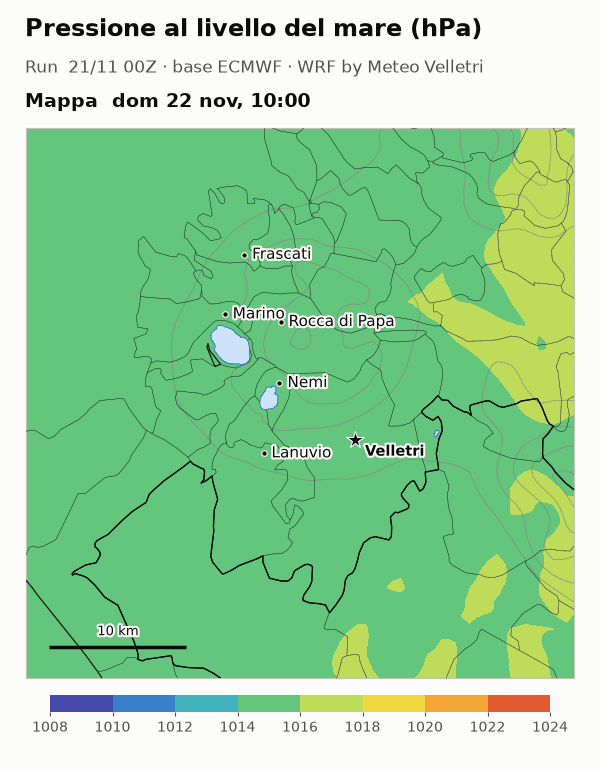 Pressione al livello del mare (hPa)
Run 21/11 00Z · base ECMWF · WRF by Meteo Velletri
Mappa dom 22 nov, 10:00
Frascati
Marino
Rocca di Papa
Nemi
Velletri
Lanuvio
10 km
1008 1010 1012 1014 1016 1018 1020 1022 1024